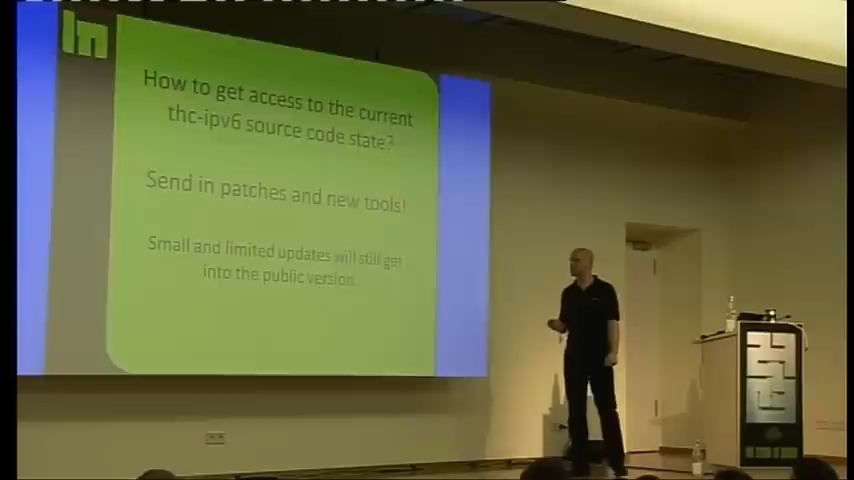 How to get access to the current
thc-ipv6 source code state?
Send in patches and new tools!
Small and limited updates will still get
into the public version.